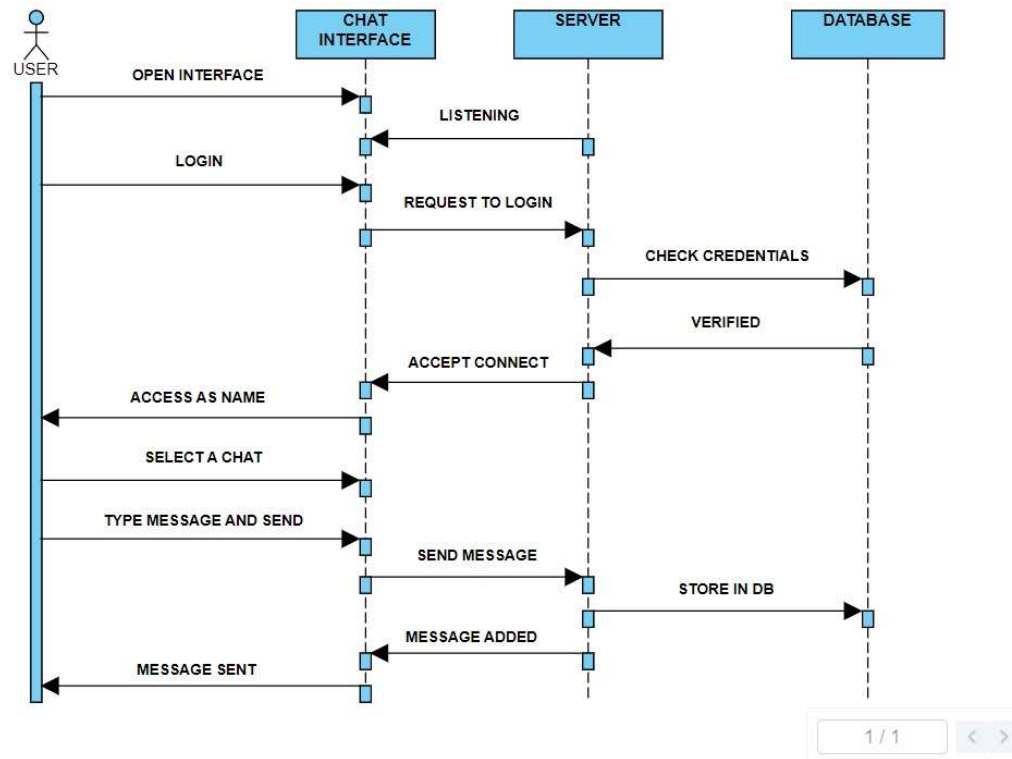 CHAT
INTERFACE
SERVER
DATABASE
USER
OPEN INTERFACE
LISTENING
LOGIN
REQUEST TO LOGIN
CHECK CREDENTIALS
VERIFIED
ACCEPT CONNECT
ACCESS AS NAME
SELECT A CHAT
TYPE MESSAGE AND SEND
SEND MESSAGE
STORE IN DB
MESSAGE ADDED
MESSAGE SENT
1 / 1